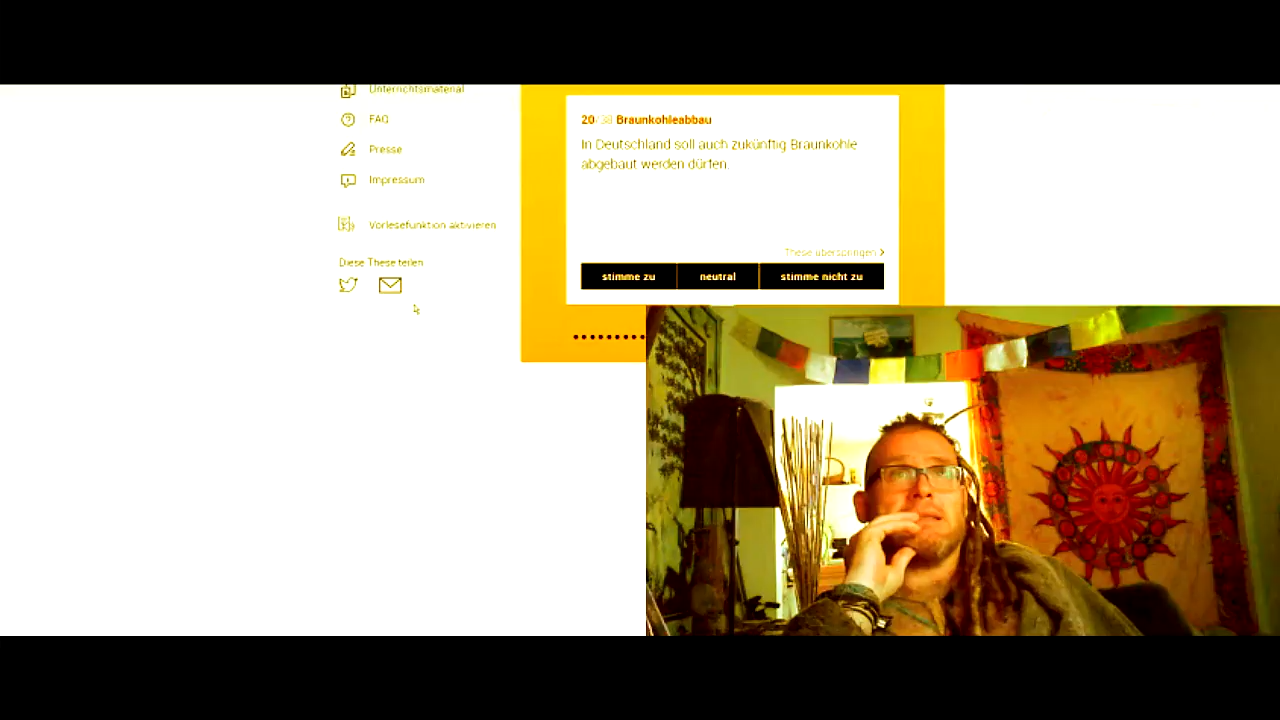 Unterrichtsmaterial
FAQ
Presse
Impressum
Vorlesefunktion aktivieren
Diese These teilen
20/38 Braunkohleabbau
In Deutschland soll auch zukünftig Braunkohle
abgebaut werden dürfen.
These überspringen
stimme zu
neutral
stimme nicht zu